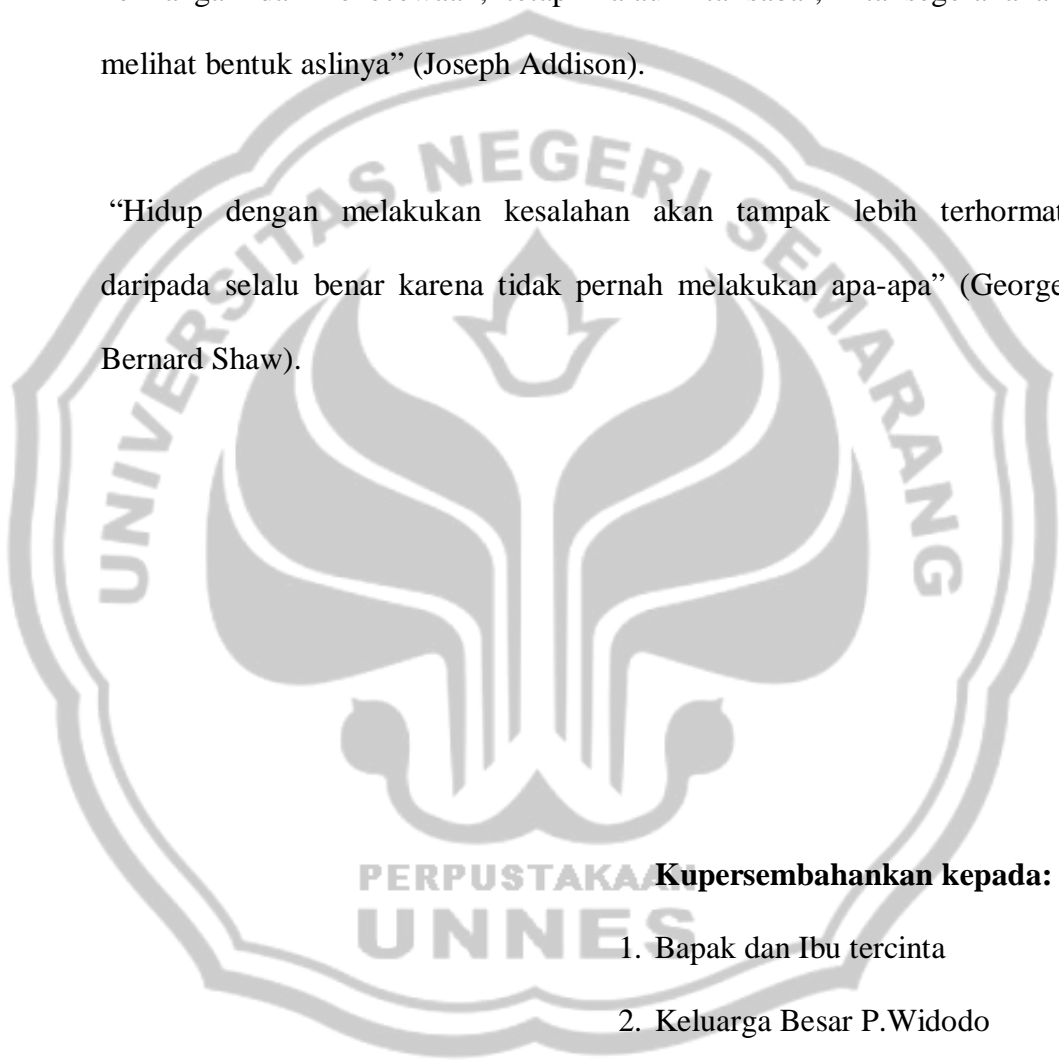 melihat bentuk aslinya” (Joseph Addison).
“Hidup dengan melakukan kesalahan akan tampak lebih terhormat
daripada selalu benar karena tidak pernah melakukan apa-apa” (George
Bernard Shaw).
UNIVERSITAS NEGERI SEMARANG
PERPUSTAKAAN
UNNES
Kupersembahankan kepada:
1. Bapak dan Ibu tercinta
2. Keluarga Besar P.Widodo